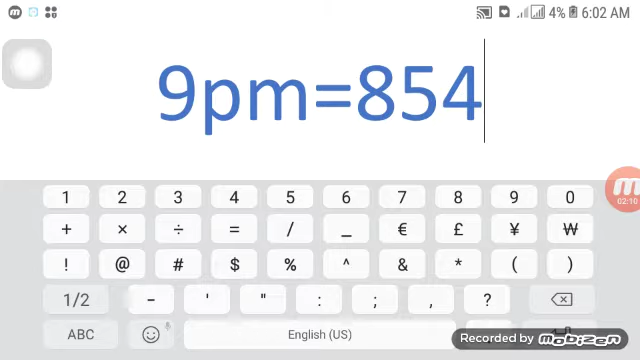 4% 6:02 AM
9pm=854
1 2 3 4 5 6 7 8 9 0
+ × ÷ = / _ € £ ¥ ₩
02:10
! @ # $ % ^ & * ( )
1/2 - ' " : ; , ?
ABC English (US)
Recorded by mobizen